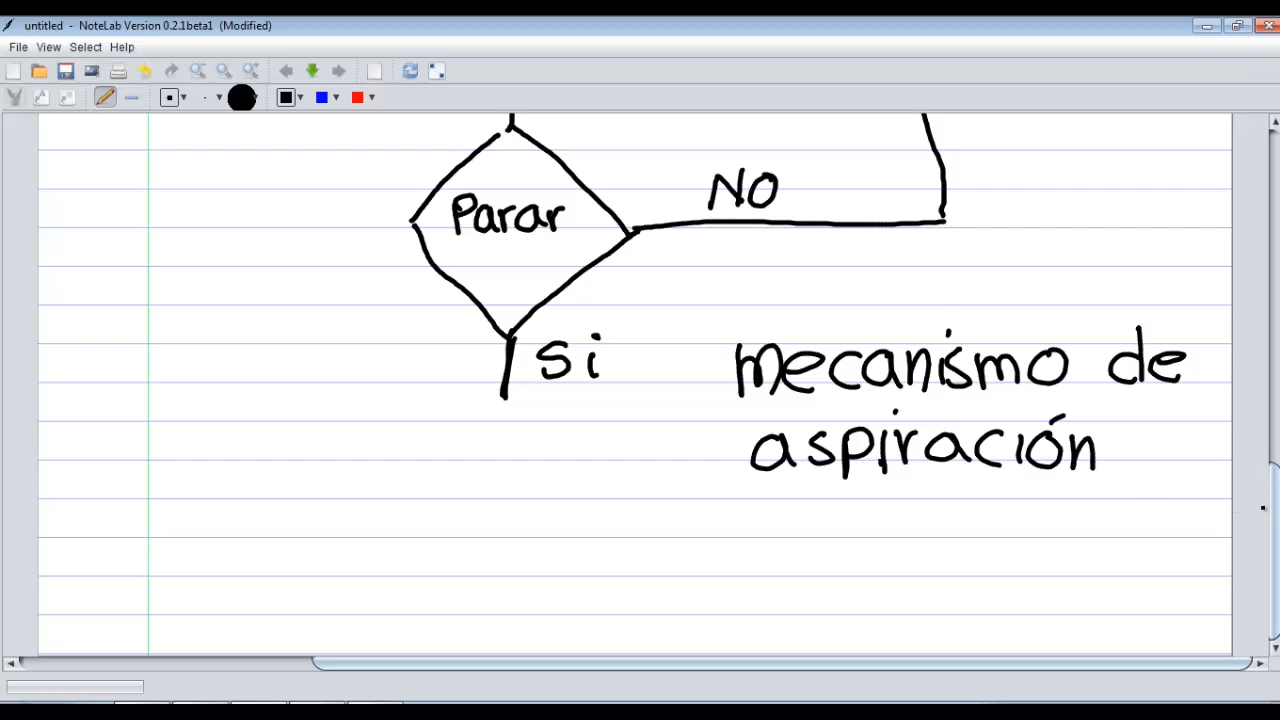 untitled - NoteLab Version 0.2.1beta1 (Modified)
File View Select Help
NO
Parar
Si
mecanismo de
aspiración